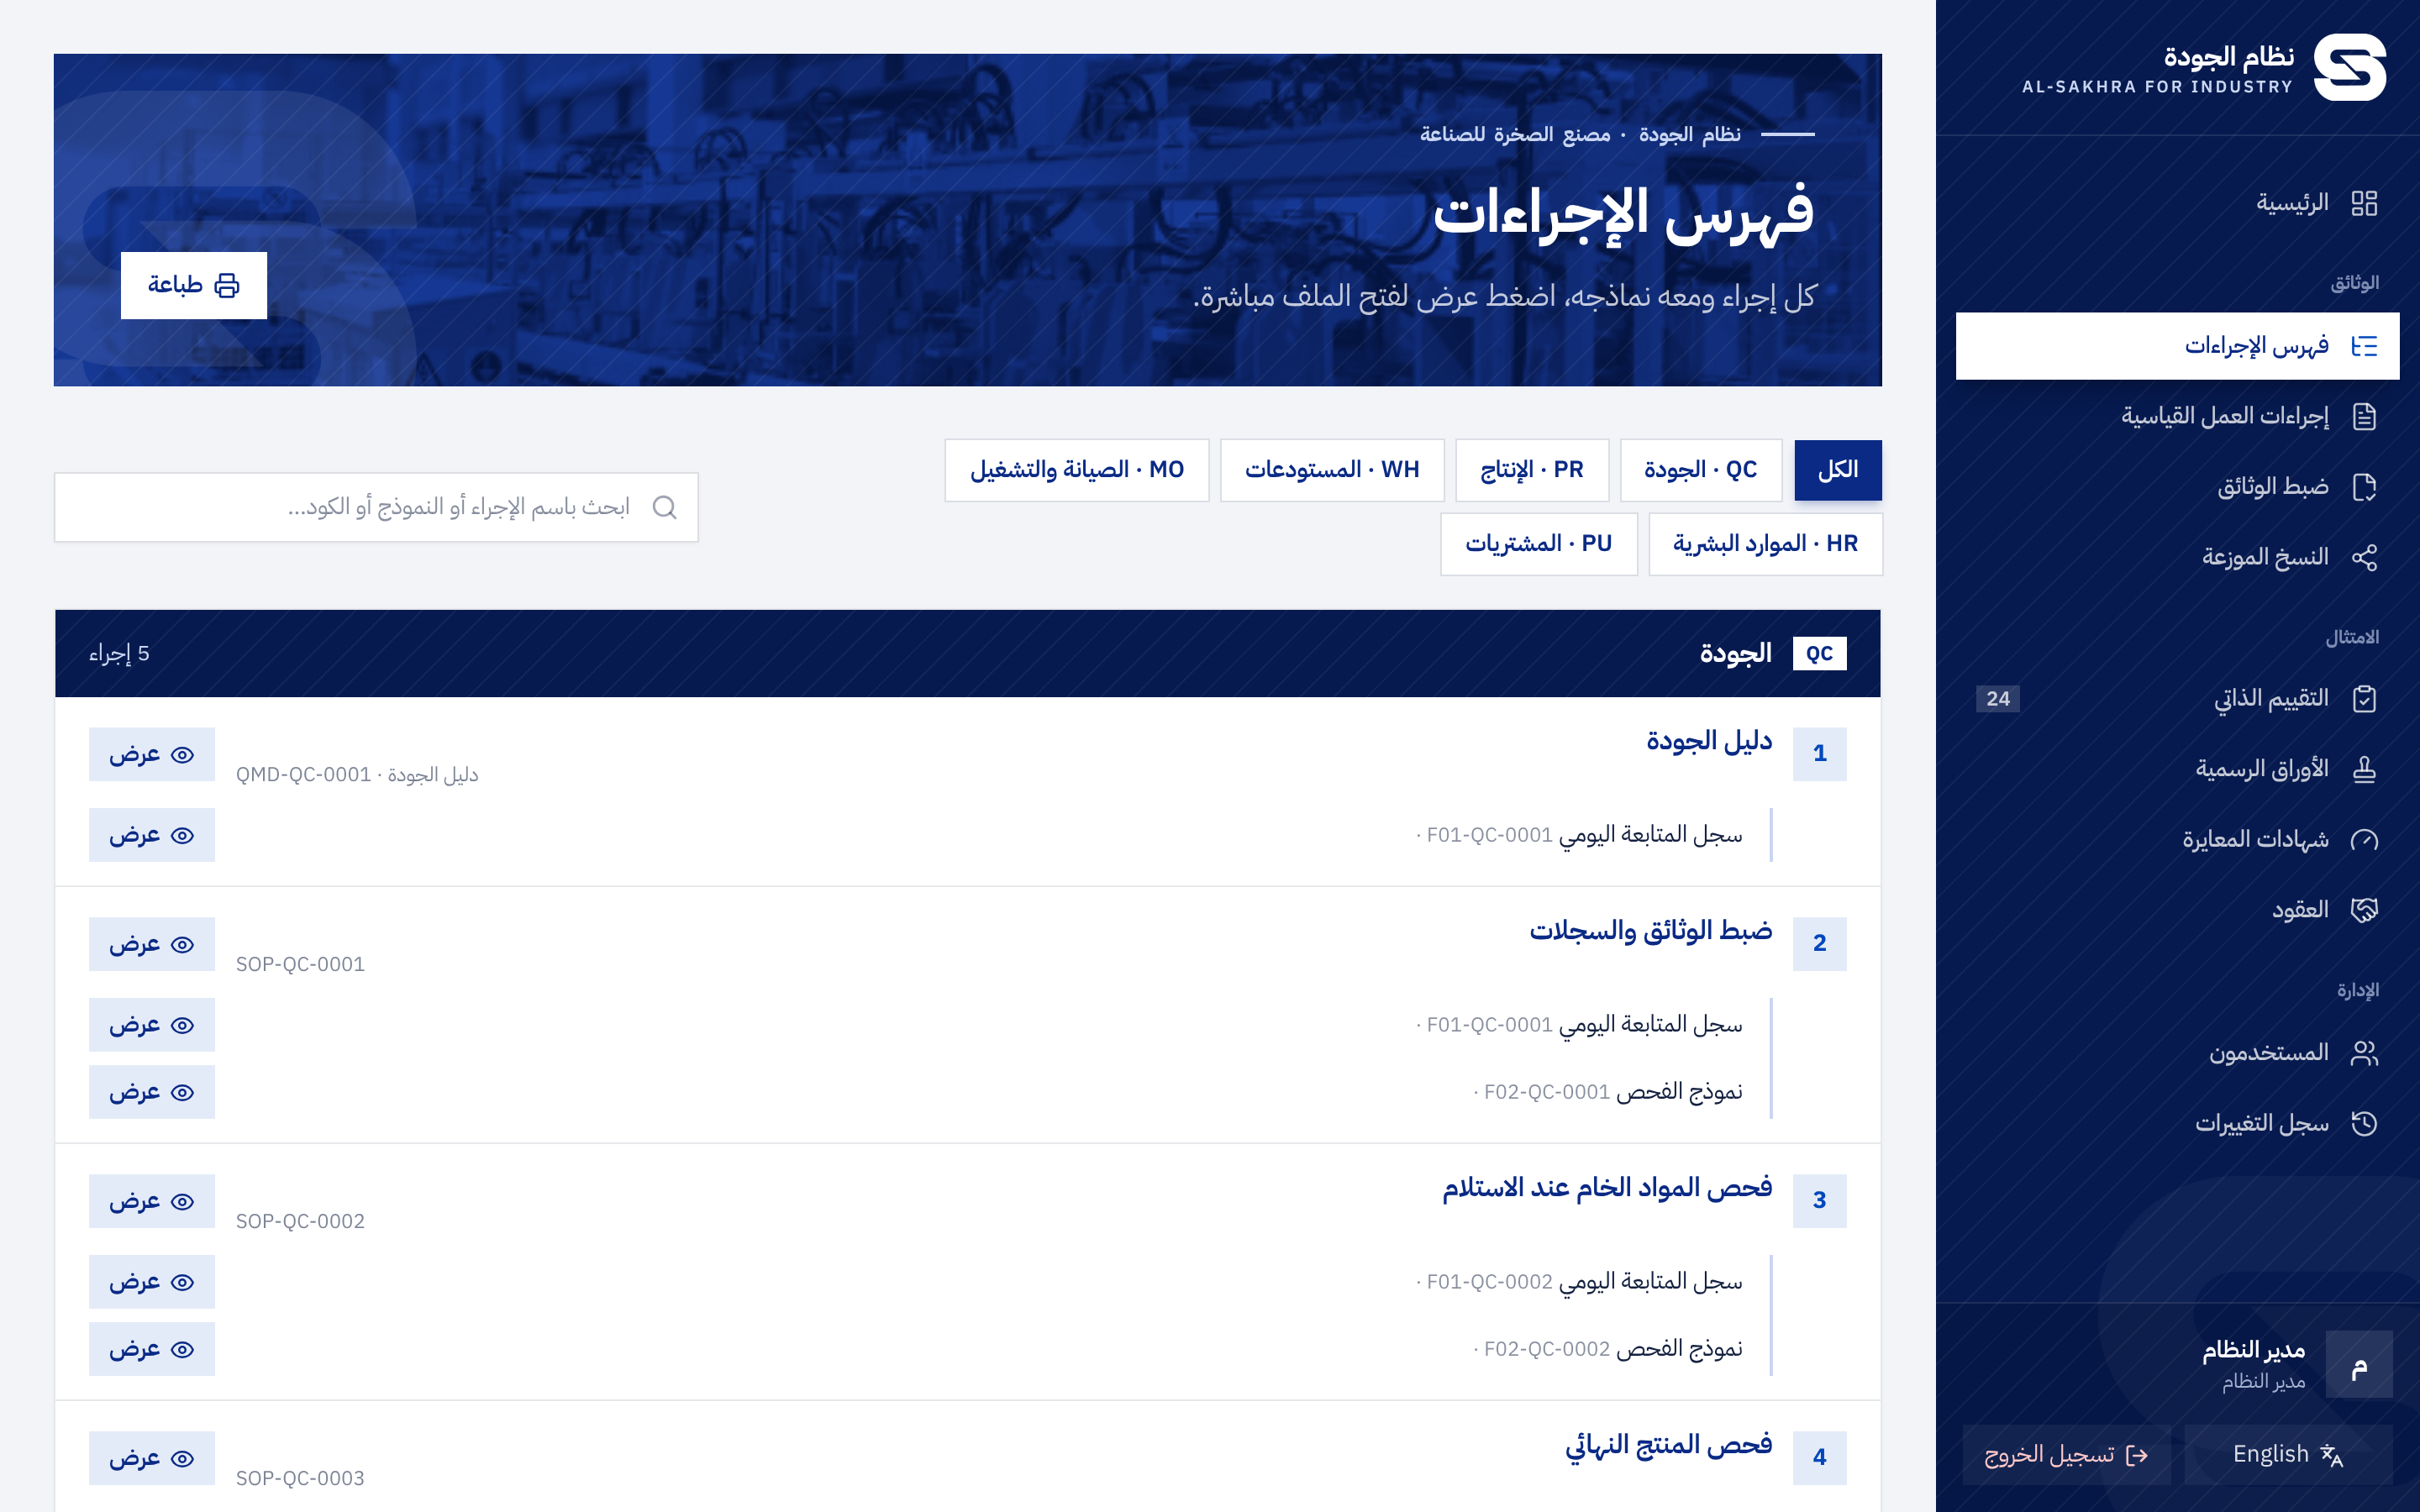 نظام الجودة
AL-SAKHRA FOR INDUSTRY
الرئيسية
الوثائق
فهرس الإجراءات
إجراءات العمل القياسية
ضبط الوثائق
النسخ الموزعة
الامتثال
التقييم الذاتي 24
الأوراق الرسمية
شهادات المعايرة
العقود
الإدارة
المستخدمون
سجل التغييرات
م
مدير النظام
مدير النظام
English
تسجيل الخروج
نظام الجودة · مصنع الصخرة للصناعة
فهرس الإجراءات
كل إجراء ومعه نماذجه، اضغط عرض لفتح الملف مباشرة.
طباعة
الكل
QC · الجودة
PR · الإنتاج
WH · المستودعات
MO · الصيانة والتشغيل
HR · الموارد البشرية
PU · المشتريات
ابحث باسم الإجراء أو النموذج أو الكود...
QC الجودة
5 إجراء
1 دليل الجودة
دليل الجودة · QMD-QC-0001
عرض
سجل المتابعة اليومي F01-QC-0001 ·
عرض
2 ضبط الوثائق والسجلات
SOP-QC-0001
عرض
سجل المتابعة اليومي F01-QC-0001 ·
عرض
نموذج الفحص F02-QC-0001 ·
عرض
3 فحص المواد الخام عند الاستلام
SOP-QC-0002
عرض
سجل المتابعة اليومي F01-QC-0002 ·
عرض
نموذج الفحص F02-QC-0002 ·
عرض
4 فحص المنتج النهائي
SOP-QC-0003
عرض